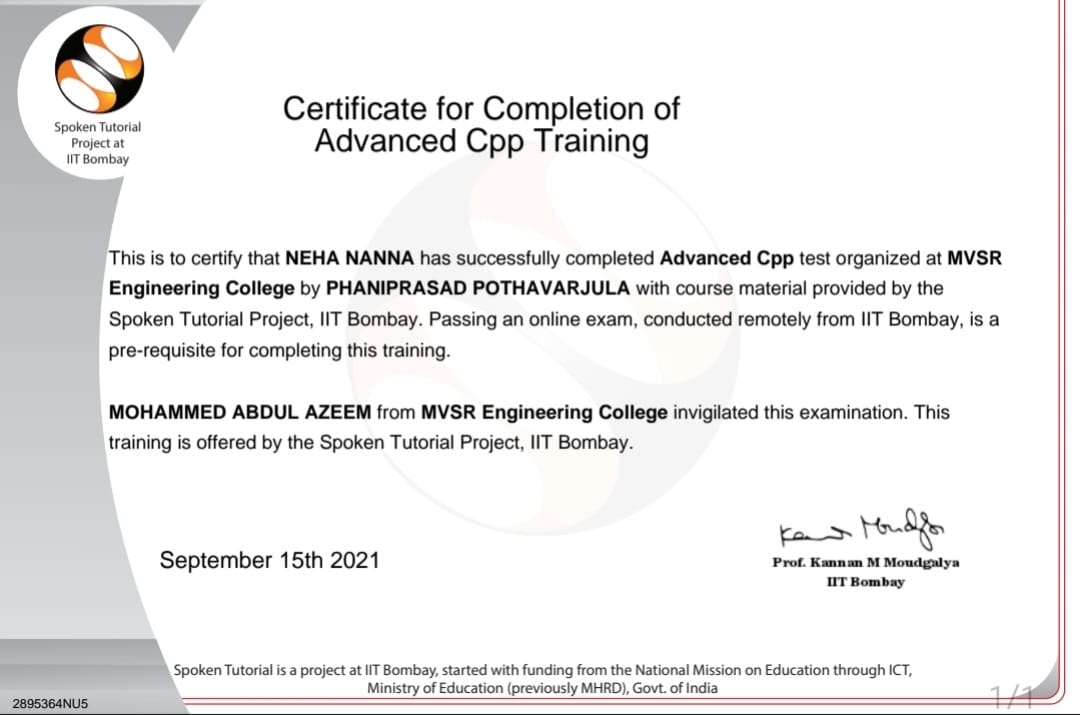 Spoken Tutorial
Project at
IIT Bombay
Certificate for Completion of
Advanced Cpp Training
This is to certify that NEHA NANNA has successfully completed Advanced Cpp test organized at MVSR
Engineering College by PHANIPRASAD POTHAVARJULA with course material provided by the
Spoken Tutorial Project, IIT Bombay. Passing an online exam, conducted remotely from IIT Bombay, is a
pre-requisite for completing this training.
MOHAMMED ABDUL AZEEM from MVSR Engineering College invigilated this examination. This
training is offered by the Spoken Tutorial Project, IIT Bombay.
September 15th 2021
Prof. Kannan M Moudgalya
IIT Bombay
Spoken Tutorial is a project at IIT Bombay, started with funding from the National Mission on Education through ICT,
Ministry of Education (previously MHRD), Govt. of India
2895364NU5
1/1